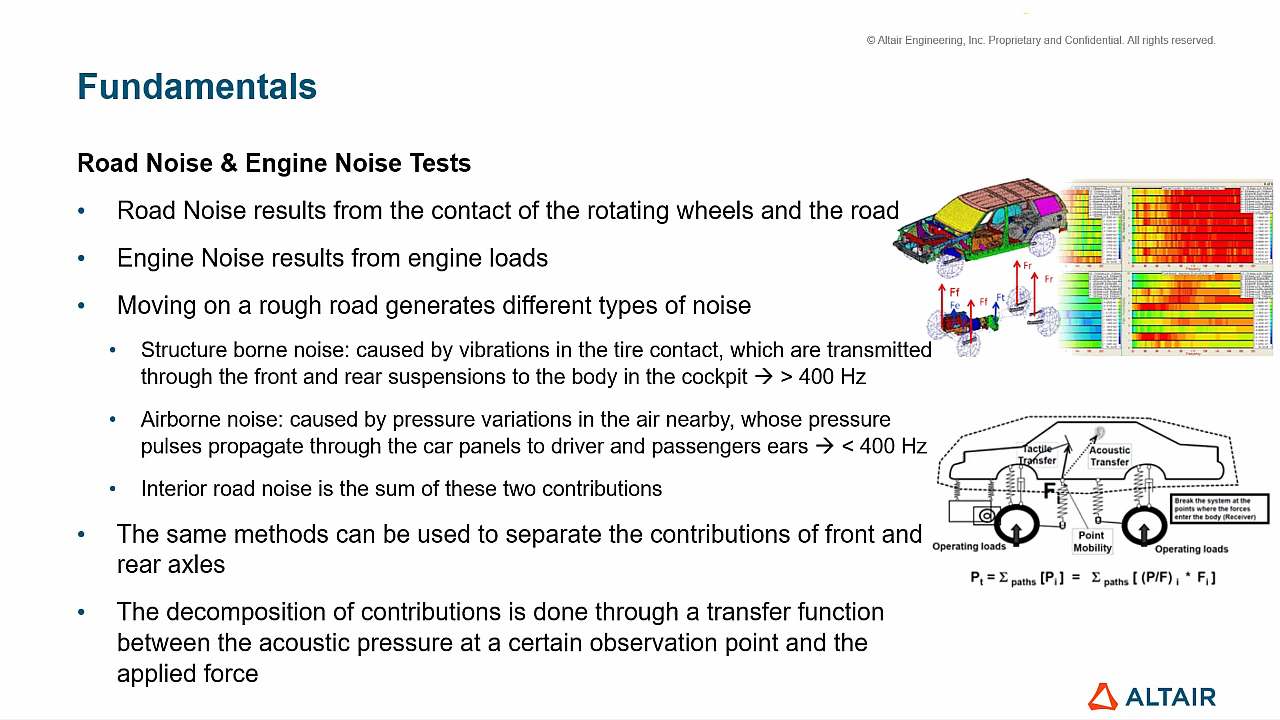 © Altair Engineering, Inc. Proprietary and Confidential. All rights reserved.
Fundamentals
Road Noise & Engine Noise Tests
• Road Noise results from the contact of the rotating wheels and the road
• Engine Noise results from engine loads
• Moving on a rough road generates different types of noise
• Structure borne noise: caused by vibrations in the tire contact, which are transmitted
through the front and rear suspensions to the body in the cockpit → > 400 Hz
• Airborne noise: caused by pressure variations in the air nearby, whose pressure
pulses propagate through the car panels to driver and passengers ears → < 400 Hz
• Interior road noise is the sum of these two contributions
• The same methods can be used to separate the contributions of front and
rear axles
• The decomposition of contributions is done through a transfer function
between the acoustic pressure at a certain observation point and the
applied force
Fr
Fr
Ff
Ff
Ft
Fe
Tactile
Transfer
Acoustic
Transfer
Fi
Break the system at the
points where the forces
enter the body (Receiver)
Point
Mobility
Operating loads
Operating loads
Pt = Σ paths [Pi] = Σ paths [ (P/F) i * Fi ]
ALTAIR